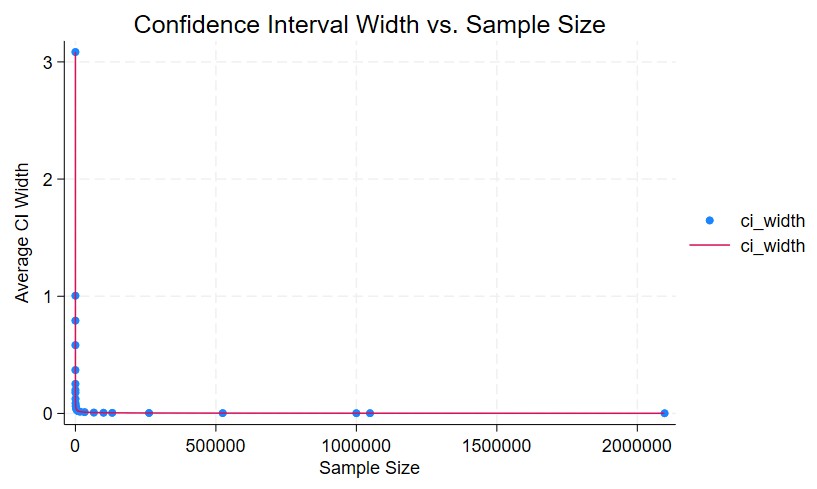 Confidence Interval Width vs. Sample Size
Average CI Width
3
2
1
0
0 500000 1000000 1500000 2000000
Sample Size
ci_width
ci_width